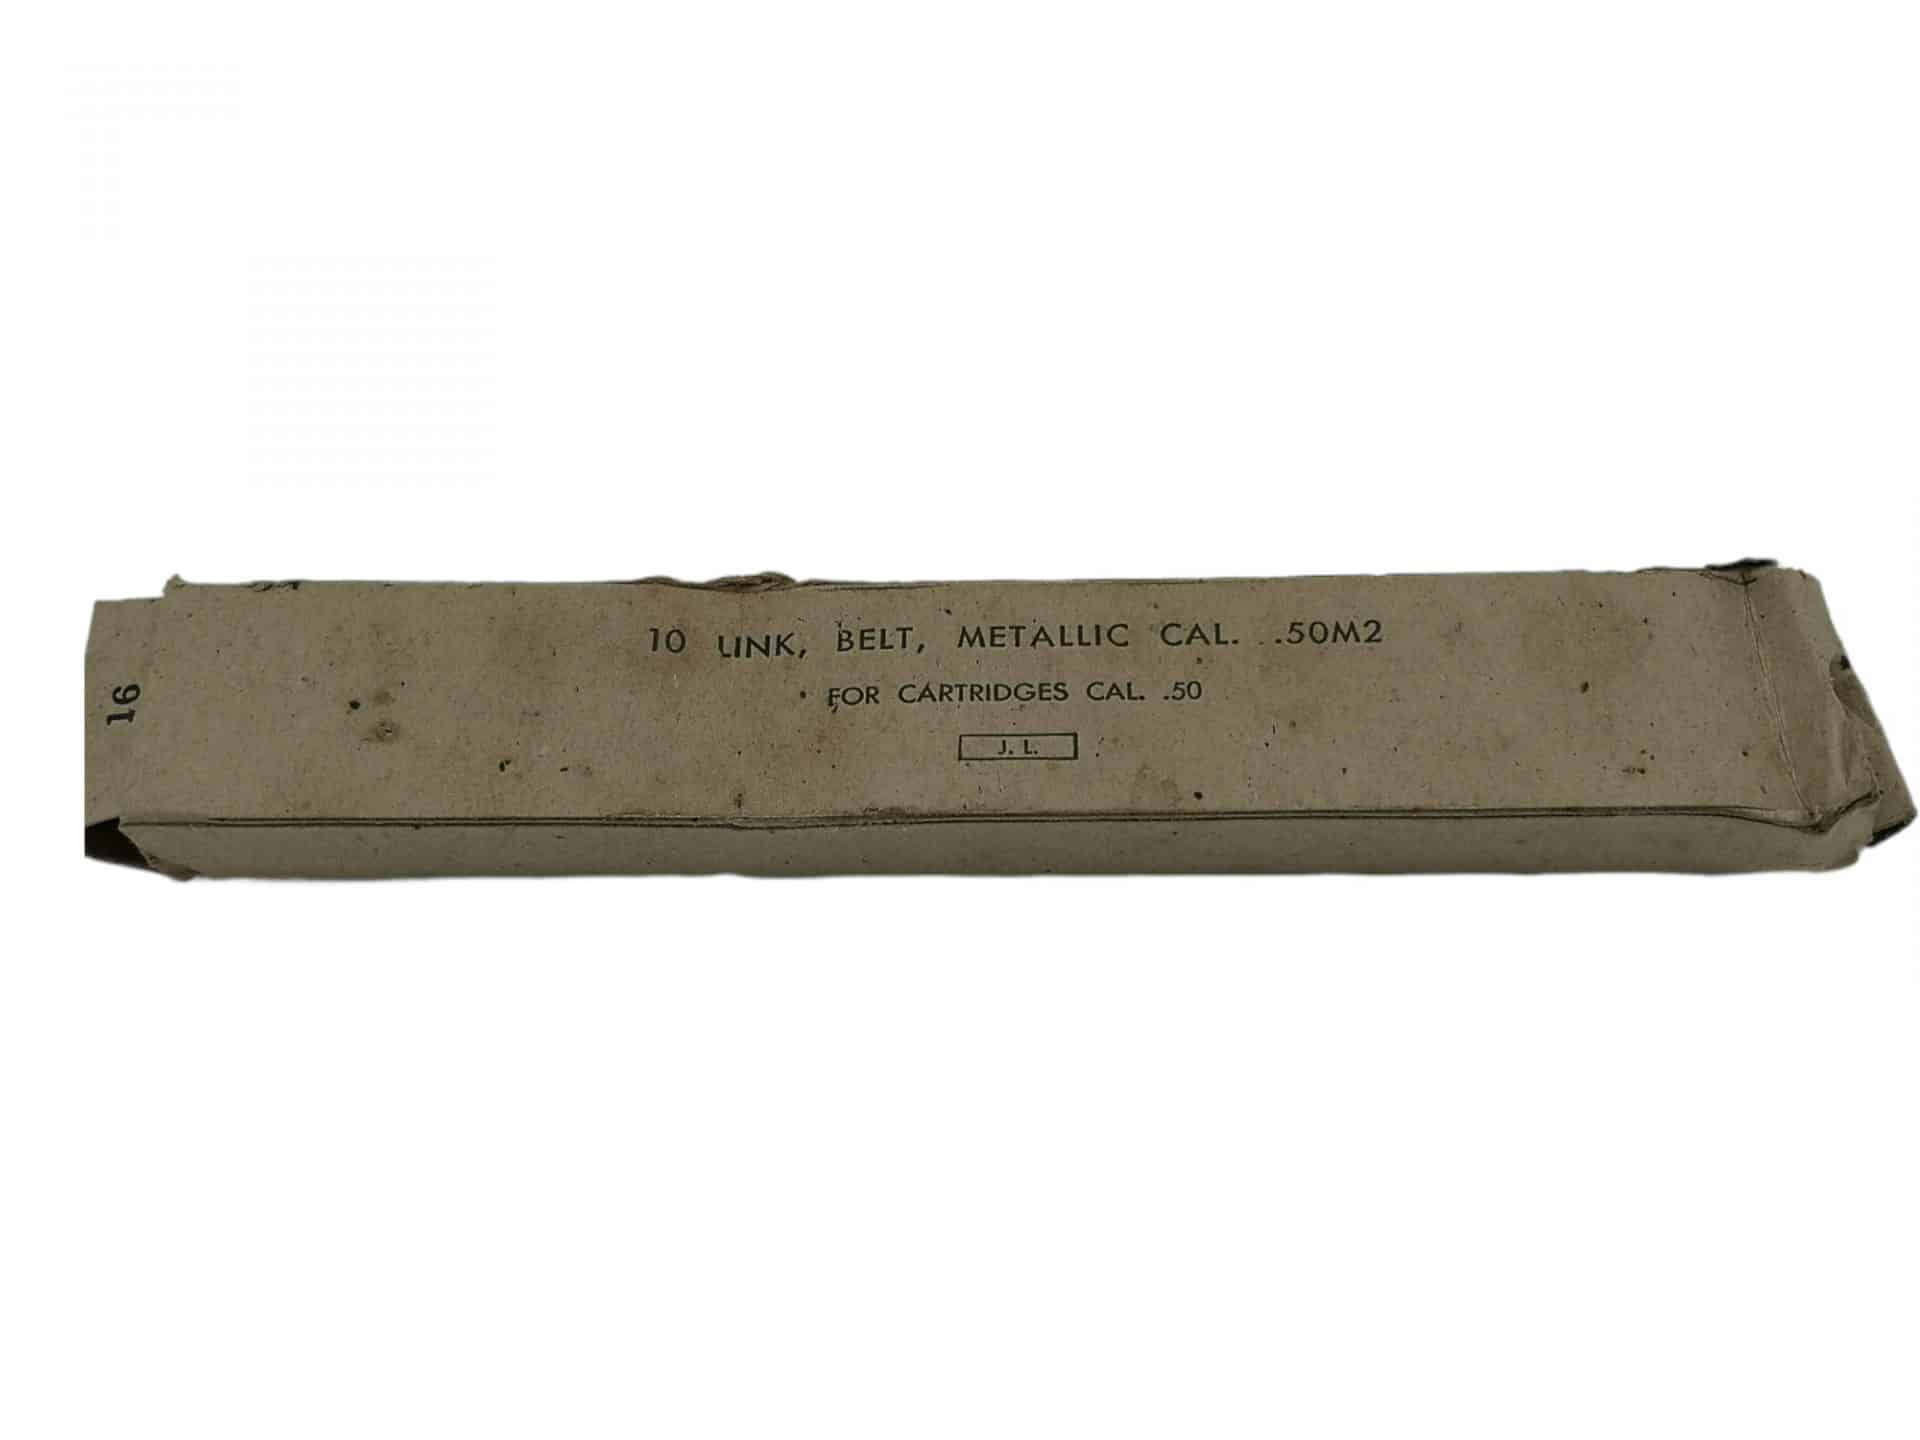 10 LINK, BELT, METALLIC CAL. .50M2
FOR CARTRIDGES CAL. .50
J. L.
16